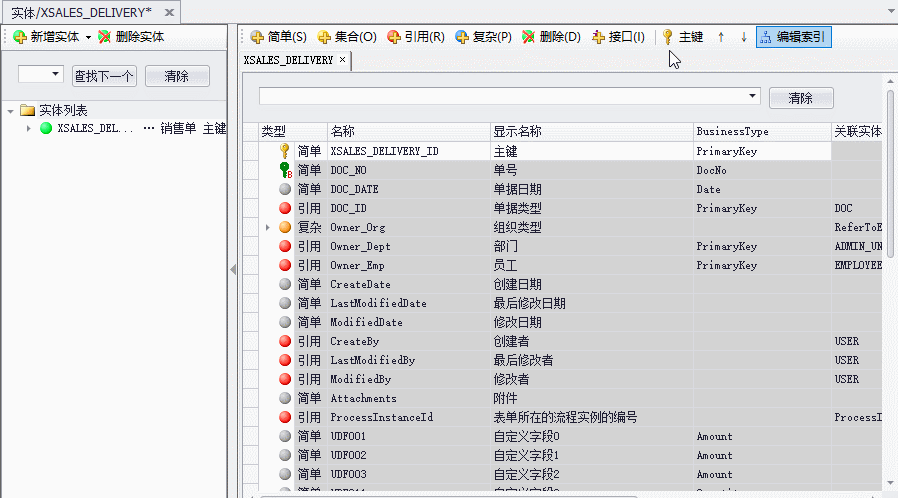 实体/XSALES_DELIVERY*
新增实体 删除实体
简单(S) 集合(O) 引用(R) 复杂(P) 删除(D) 接口(I) 主键 编辑索引
XSALES_DELIVERY
查找下一个 清除
清除
实体列表
XSALES_DEL... ... 销售单 主键
类型 名称 显示名称 BusinessType 关联实体
简单 XSALES_DELIVERY_ID 主键 PrimaryKey
简单 DOC_NO 单号 DocNo
简单 DOC_DATE 单据日期 Date
引用 DOC_ID 单据类型 PrimaryKey DOC
复杂 Owner_Org 组织类型 ReferToE
引用 Owner_Dept 部门 PrimaryKey ADMIN_UN
引用 Owner_Emp 员工 PrimaryKey EMPLOYEE
简单 CreateDate 创建日期
简单 LastModifiedDate 最后修改日期
简单 ModifiedDate 修改日期
引用 CreateBy 创建者 USER
引用 LastModifiedBy 最后修改者 USER
引用 ModifiedBy 修改者 USER
简单 Attachments 附件
引用 ProcessInstanceId 表单所在的流程实例的编号 ProcessI
简单 UDF001 自定义字段0 Amount
简单 UDF002 自定义字段1 Amount
简单 UDF003 自定义字段2 Amount